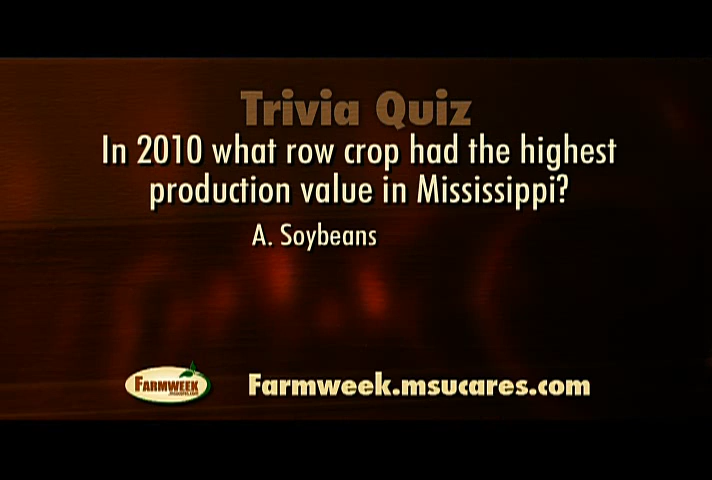 Trivia Quiz
In 2010 what row crop had the highest
production value in Mississippi?
A. Soybeans
FARMWEEK
Farmweek.msucares.com